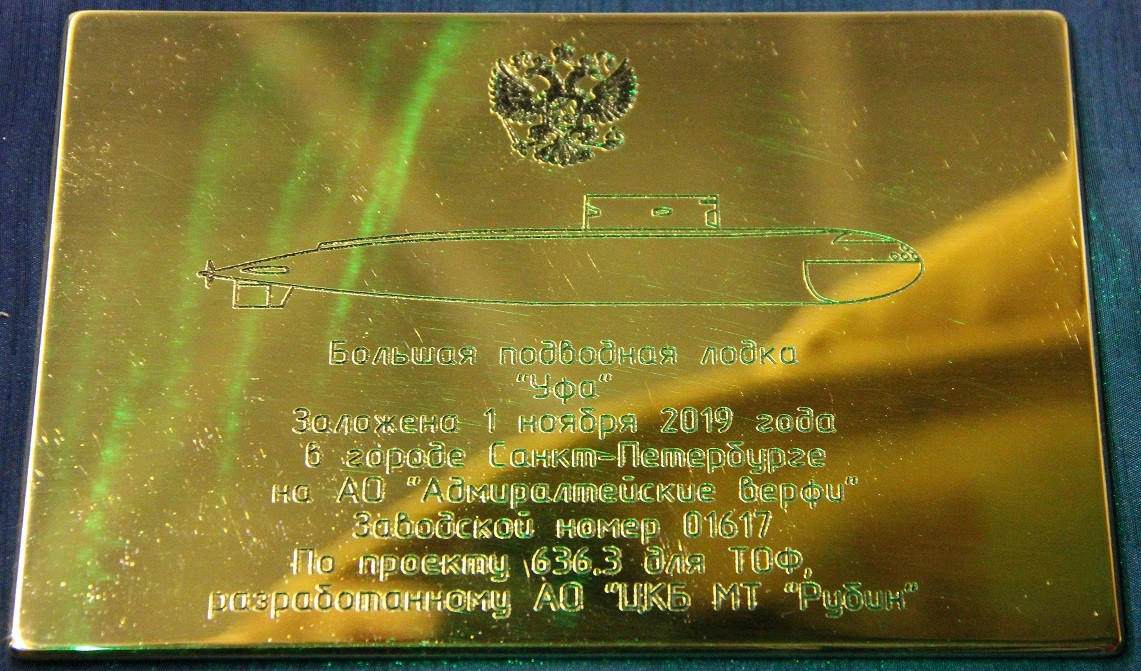 Большая подводная лодка
"Уфа"
Заложена 1 ноября 2019 года
в городе Санкт-Петербурге
на АО "Адмиралтейские верфи"
Заводской номер 01617
По проекту 636.3 для ТОФ,
разработанному АО "ЦКБ МТ "Рубин"